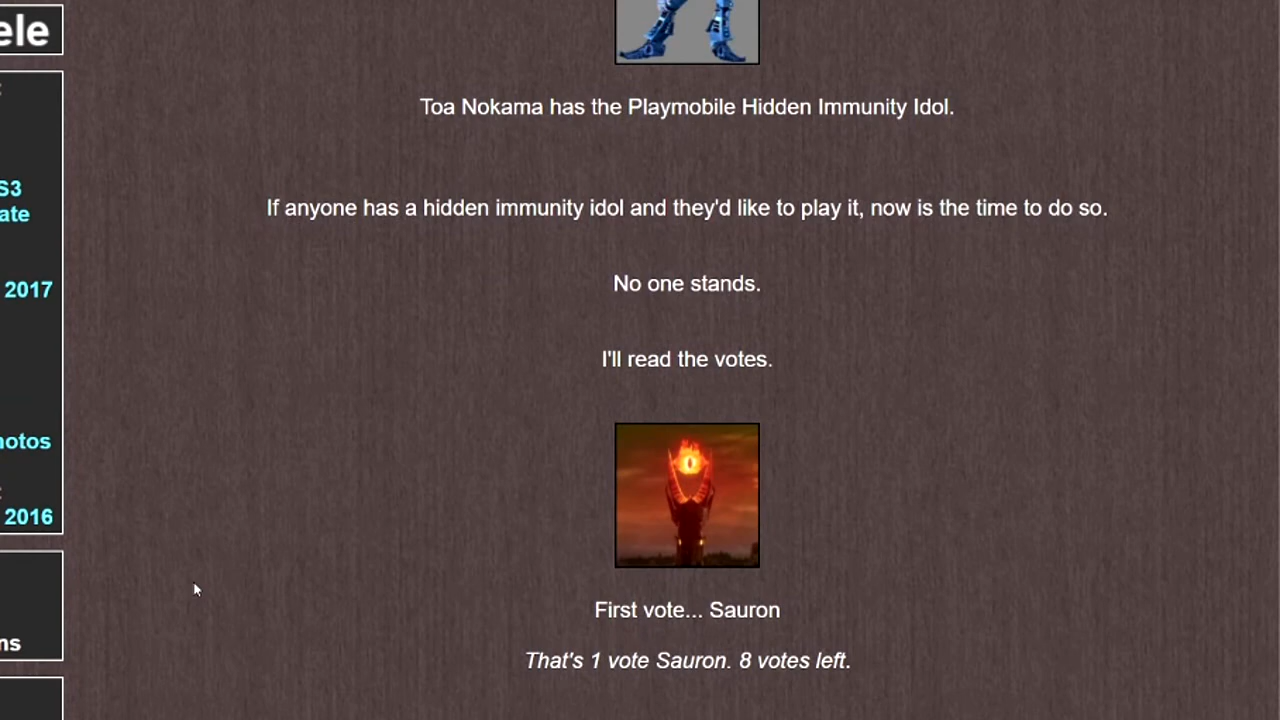 ele
Toa Nokama has the Playmobile Hidden Immunity Idol.
S3
ate
If anyone has a hidden immunity idol and they'd like to play it, now is the time to do so.
2017
No one stands.
I'll read the votes.
hotos
2016
First vote... Sauron
ns
That's 1 vote Sauron. 8 votes left.